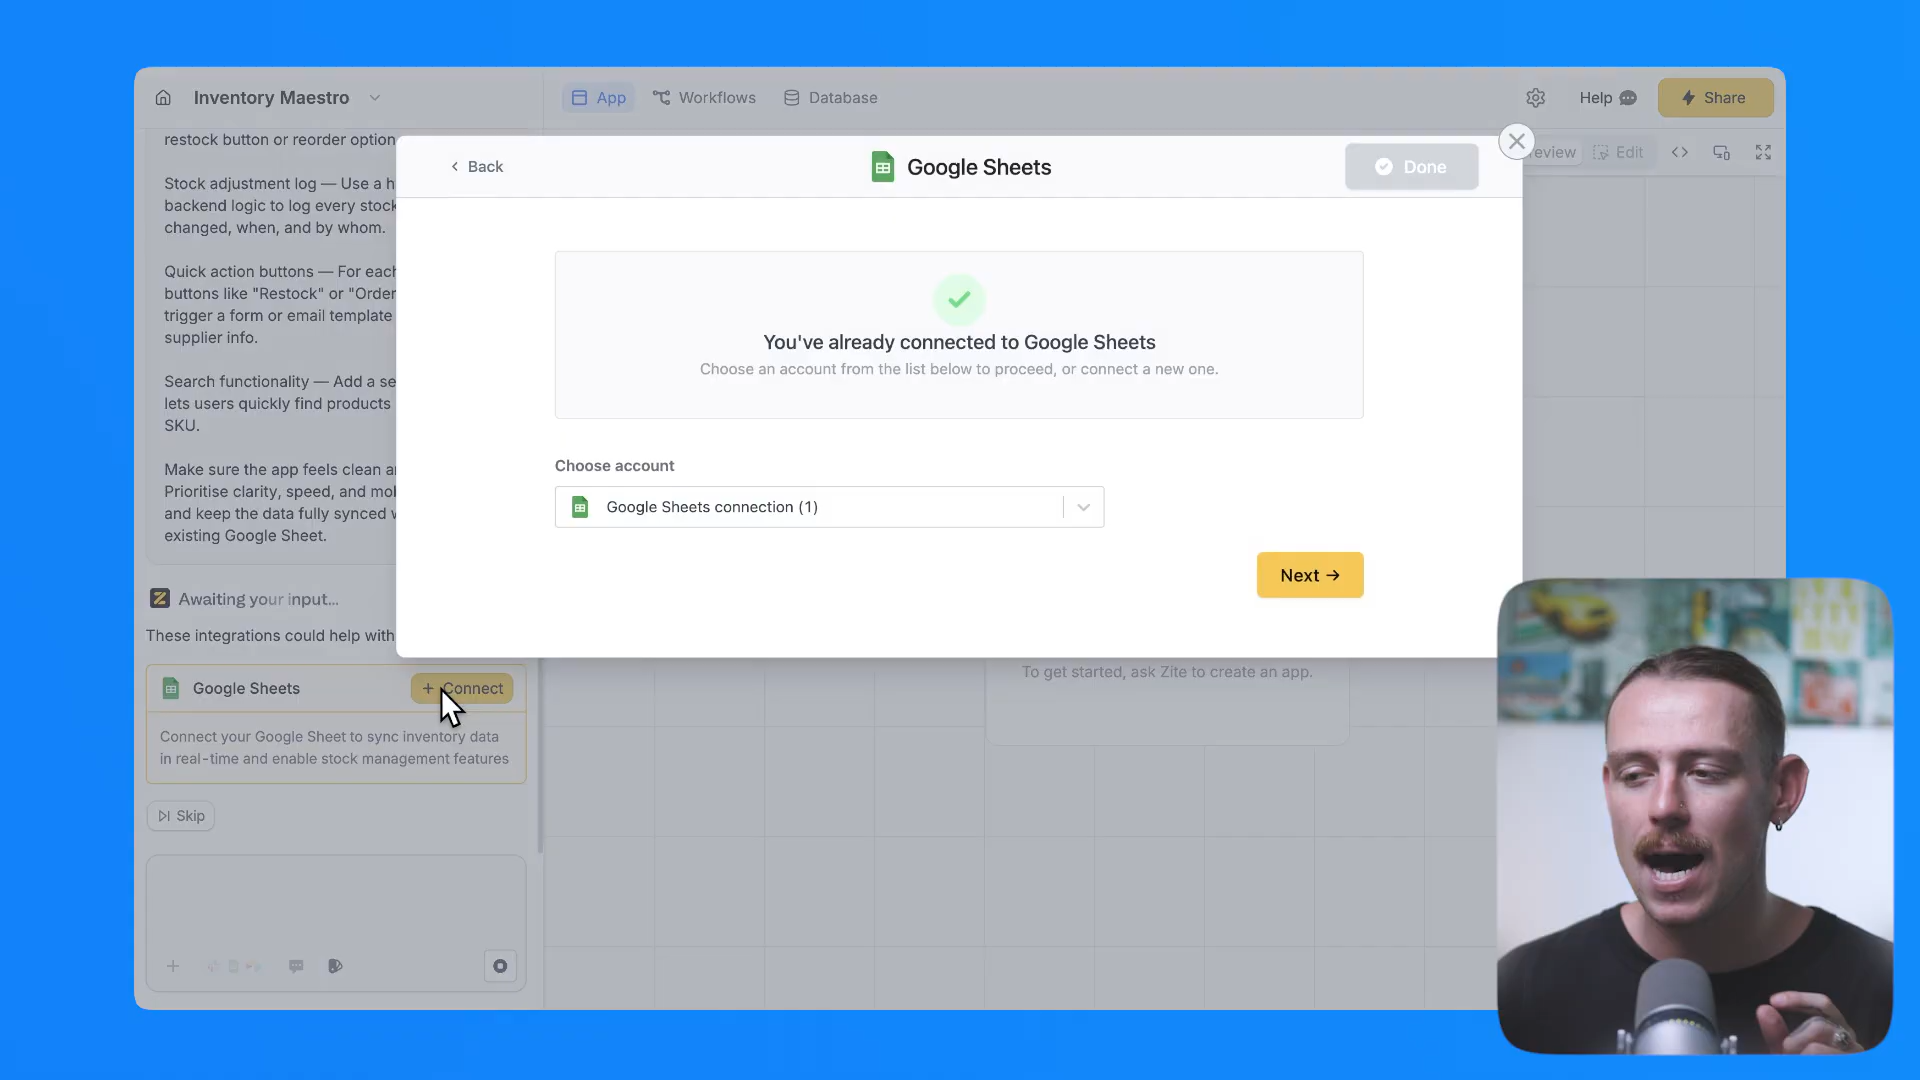 Inventory Maestro
App
Workflows
Database
Help
Share
restock button or reorder option
Stock adjustment log — Use a h
backend logic to log every stock
changed, when, and by whom.
Quick action buttons — For each
buttons like "Restock" or "Order
trigger a form or email template
supplier info.
Search functionality — Add a se
lets users quickly find products
SKU.
Make sure the app feels clean a
Prioritise clarity, speed, and mob
and keep the data fully synced w
existing Google Sheet.
Awaiting your input...
These integrations could help with
Google Sheets
+ Connect
Connect your Google Sheet to sync inventory data
in real-time and enable stock management features
Skip
Back
Google Sheets
Done
review
Edit
You've already connected to Google Sheets
Choose an account from the list below to proceed, or connect a new one.
Choose account
Google Sheets connection (1)
Next →
To get started, ask Zite to create an app.